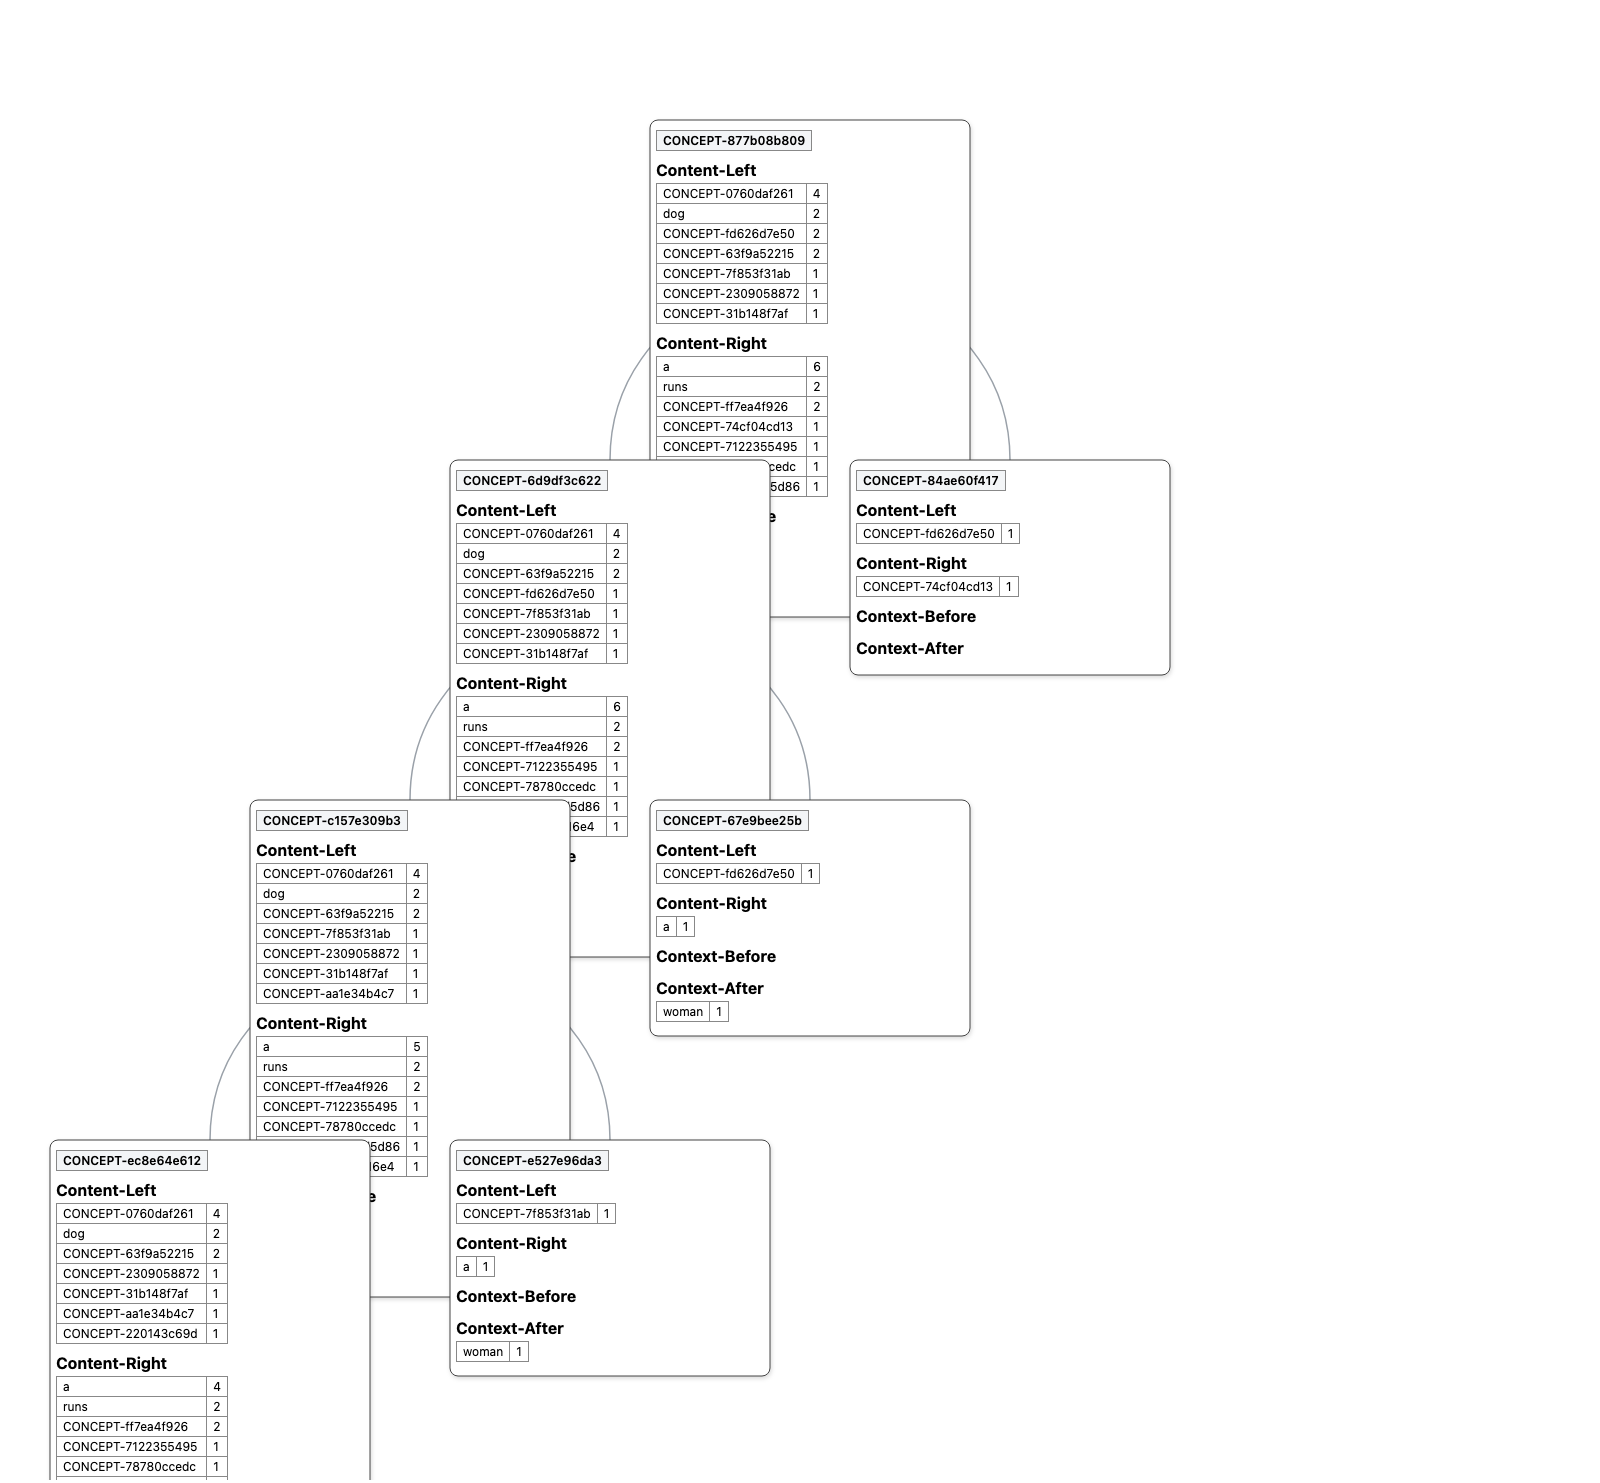 CONCEPT-877b08b809
Content-Left
CONCEPT-0760daf261 4
dog 2
CONCEPT-fd626d7e50 2
CONCEPT-63f9a52215 2
CONCEPT-7f853f31ab 1
CONCEPT-2309058872 1
CONCEPT-31b148f7af 1
Content-Right
a 6
runs 2
CONCEPT-ff7ea4f926 2
CONCEPT-74cf04cd13 1
CONCEPT-7122355495 1
ccedc 1
5d86 1
e
CONCEPT-6d9df3c622
Content-Left
CONCEPT-0760daf261 4
dog 2
CONCEPT-63f9a52215 2
CONCEPT-fd626d7e50 1
CONCEPT-7f853f31ab 1
CONCEPT-2309058872 1
CONCEPT-31b148f7af 1
Content-Right
a 6
runs 2
CONCEPT-ff7ea4f926 2
CONCEPT-7122355495 1
CONCEPT-78780ccedc 1
5d86 1
6e4 1
e
CONCEPT-84ae60f417
Content-Left
CONCEPT-fd626d7e50 1
Content-Right
CONCEPT-74cf04cd13 1
Context-Before
Context-After
CONCEPT-c157e309b3
Content-Left
CONCEPT-0760daf261 4
dog 2
CONCEPT-63f9a52215 2
CONCEPT-7f853f31ab 1
CONCEPT-2309058872 1
CONCEPT-31b148f7af 1
CONCEPT-aa1e34b4c7 1
Content-Right
a 5
runs 2
CONCEPT-ff7ea4f926 2
CONCEPT-7122355495 1
CONCEPT-78780ccedc 1
5d86 1
6e4 1
e
CONCEPT-67e9bee25b
Content-Left
CONCEPT-fd626d7e50 1
Content-Right
a 1
Context-Before
Context-After
woman 1
CONCEPT-ec8e64e612
Content-Left
CONCEPT-0760daf261 4
dog 2
CONCEPT-63f9a52215 2
CONCEPT-2309058872 1
CONCEPT-31b148f7af 1
CONCEPT-aa1e34b4c7 1
CONCEPT-220143c69d 1
Content-Right
a 4
runs 2
CONCEPT-ff7ea4f926 2
CONCEPT-7122355495 1
CONCEPT-78780ccedc 1
CONCEPT-e527e96da3
Content-Left
CONCEPT-7f853f31ab 1
Content-Right
a 1
Context-Before
Context-After
woman 1